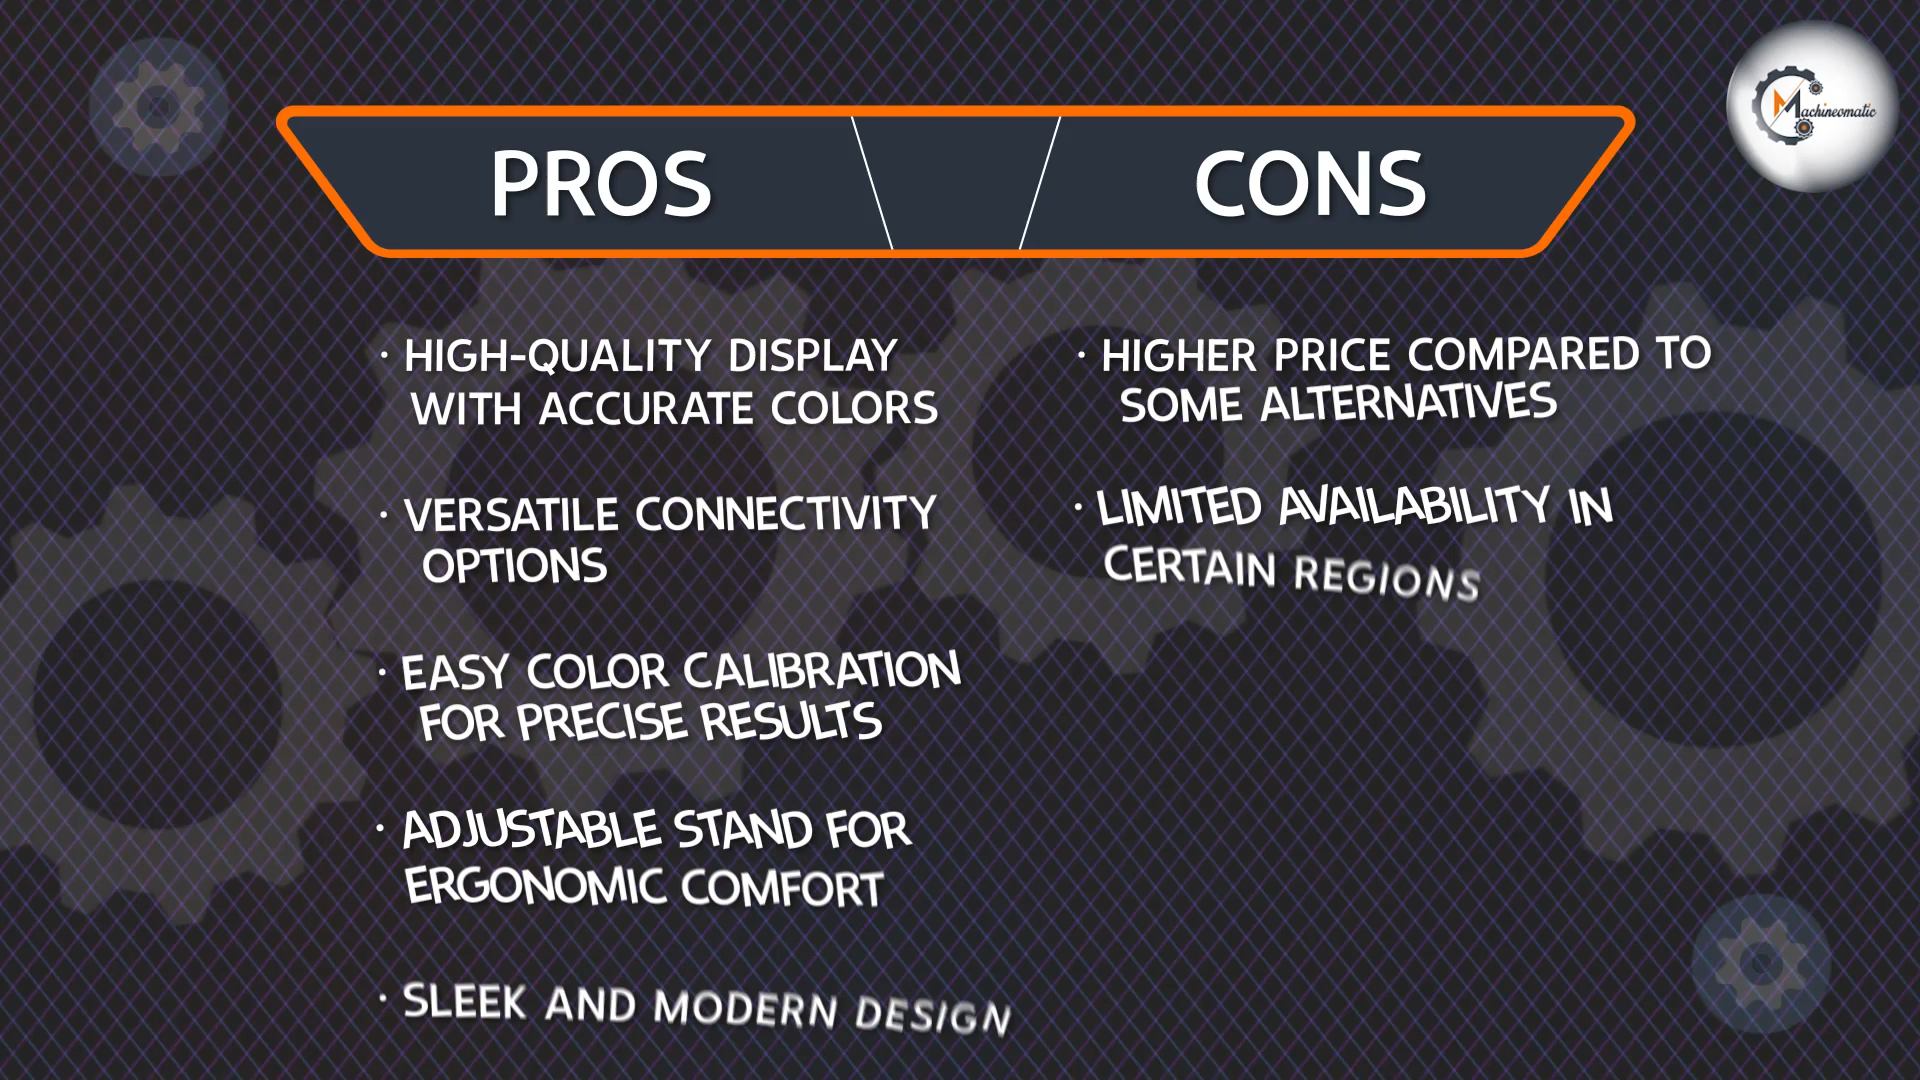 Machineomatic
PROS
CONS
· HIGH-QUALITY DISPLAY
WITH ACCURATE COLORS
· VERSATILE CONNECTIVITY
OPTIONS
· EASY COLOR CALIBRATION
FOR PRECISE RESULTS
· ADJUSTABLE STAND FOR
ERGONOMIC COMFORT
· SLEEK AND MODERN DESIGN
· HIGHER PRICE COMPARED TO
SOME ALTERNATIVES
· LIMITED AVAILABILITY IN
CERTAIN REGIONS